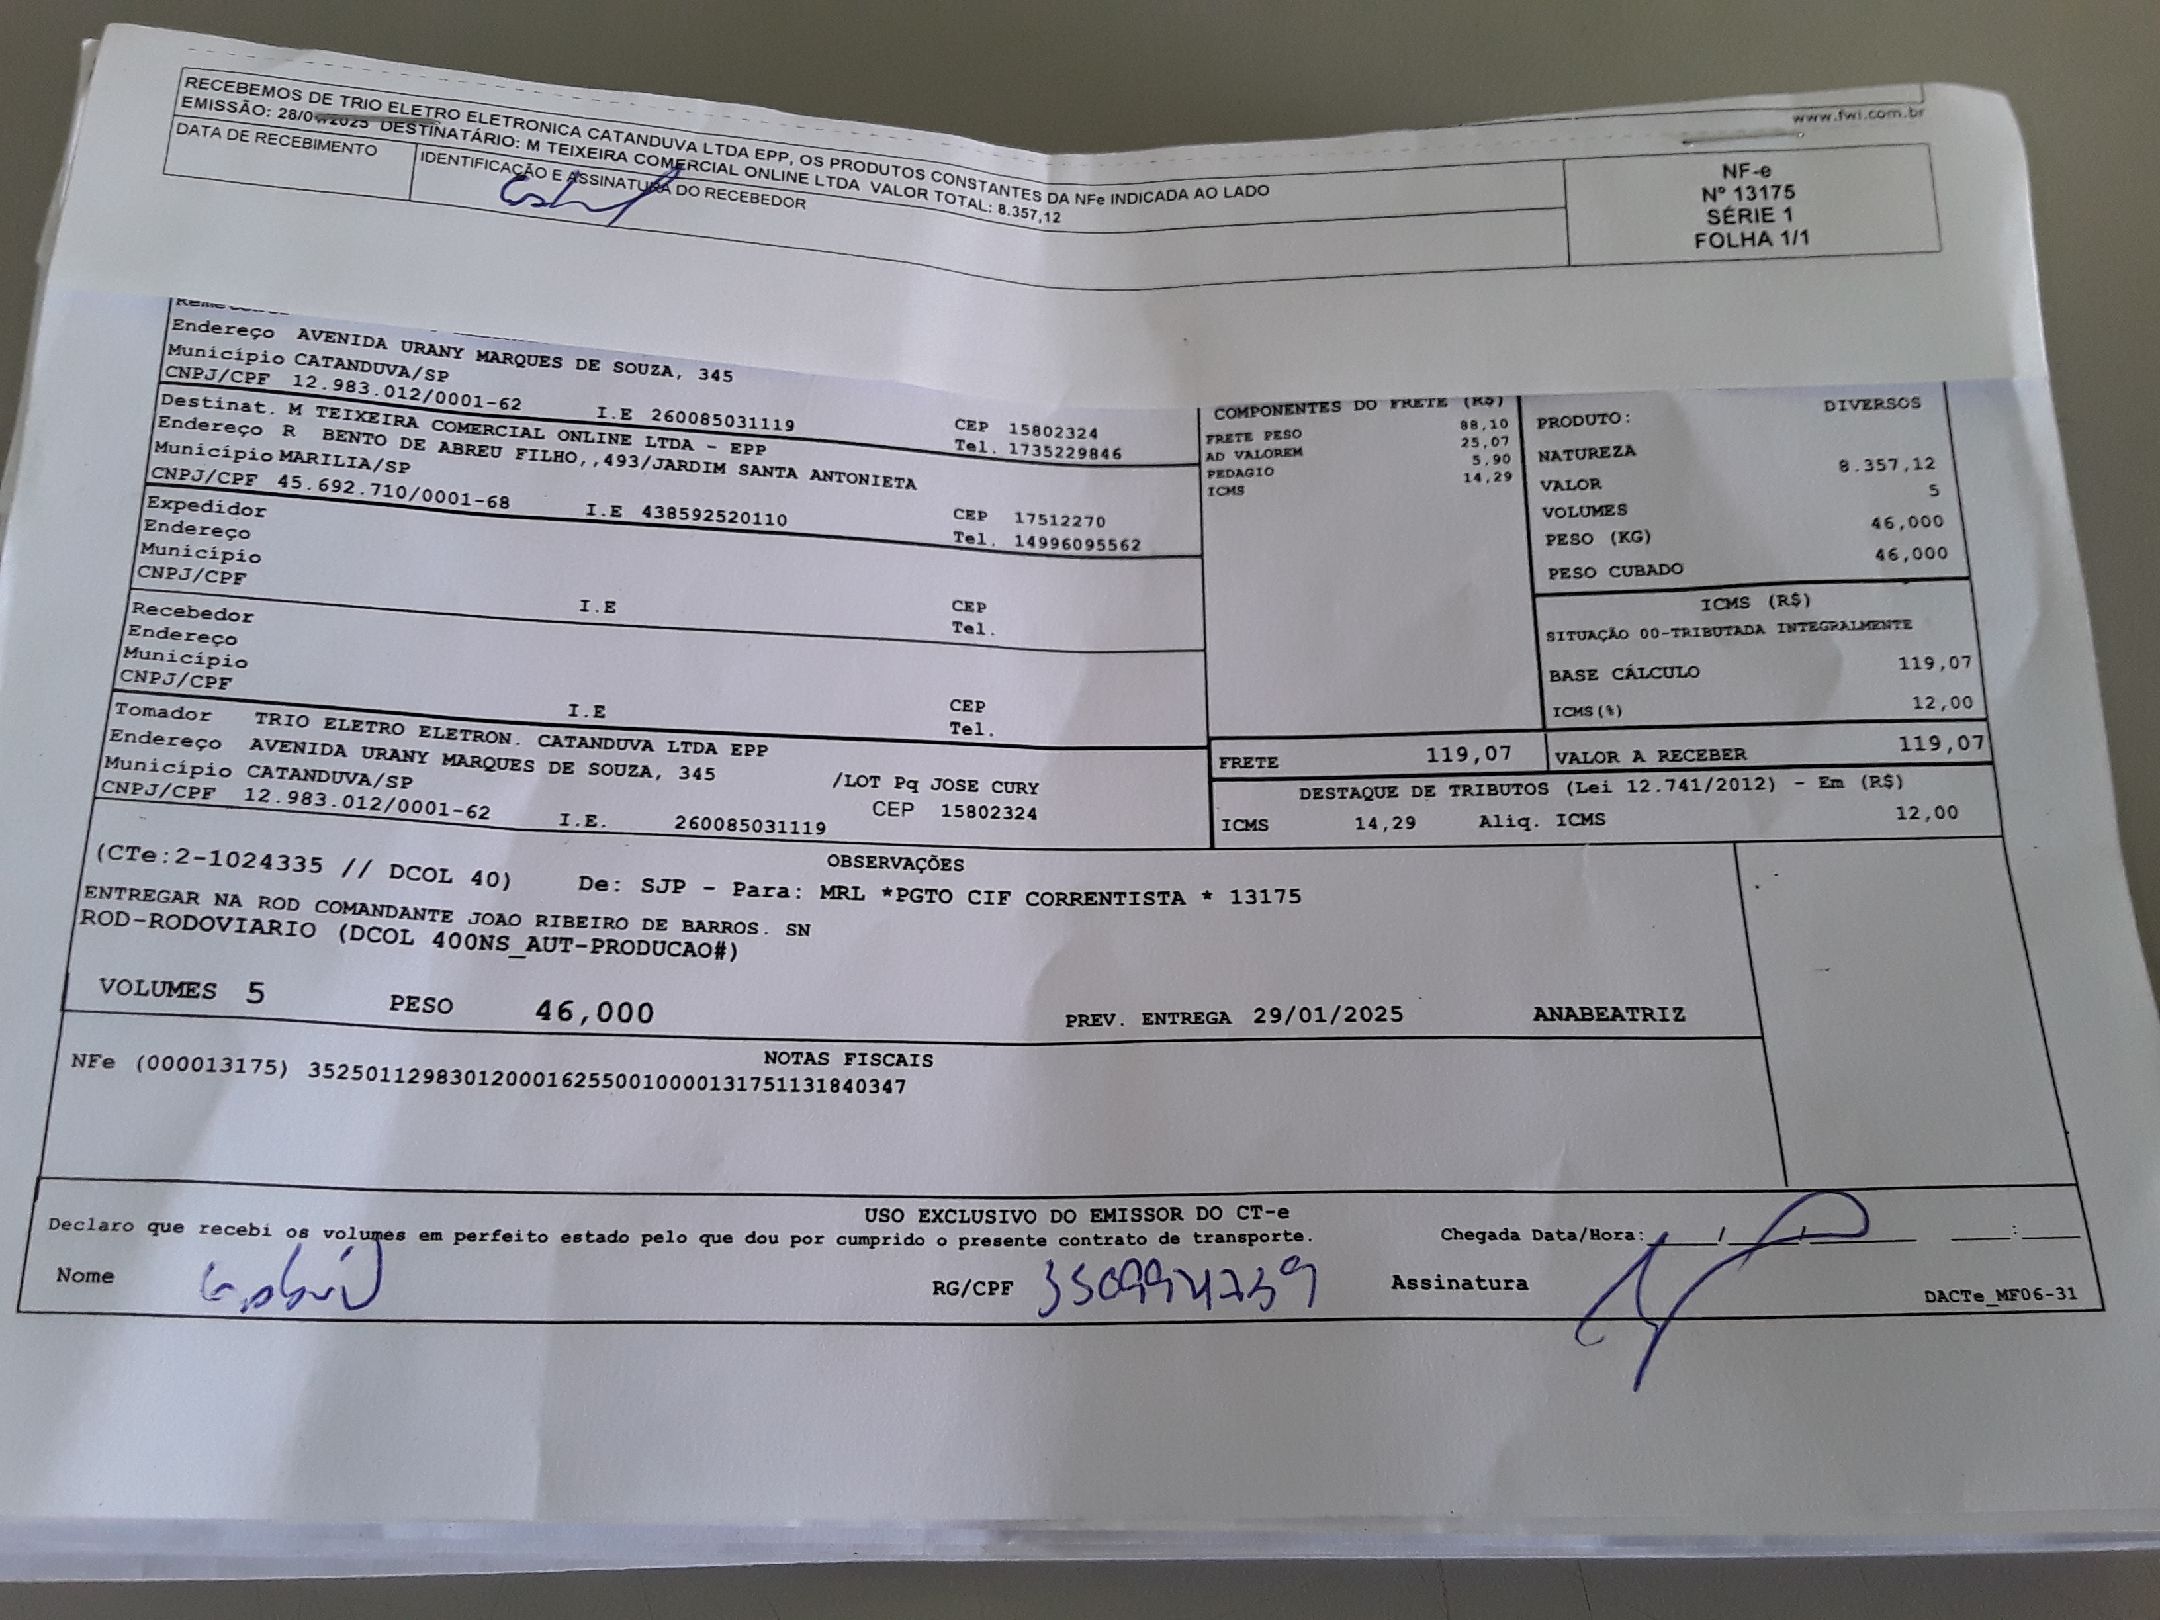 www.fwi.com.br
RECEBEMOS DE TRIO ELETRO ELETRONICA CATANDUVA LTDA EPP, OS PRODUTOS CONSTANTES DA NFe INDICADA AO LADO
EMISSÃO: 28/01/2025 DESTINATÁRIO: M TEIXEIRA COMERCIAL ONLINE LTDA VALOR TOTAL: 8.357,12
DATA DE RECEBIMENTO
IDENTIFICAÇÃO E ASSINATURA DO RECEBEDOR
NF-e
Nº 13175
SÉRIE 1
FOLHA 1/1
Endereço AVENIDA URANY MARQUES DE SOUZA, 345
Município CATANDUVA/SP CEP 15802324
CNPJ/CPF 12.983.012/0001-62 I.E 260085031119 Tel. 1735229846
Destinat. M TEIXEIRA COMERCIAL ONLINE LTDA - EPP
Endereço R BENTO DE ABREU FILHO,,493/JARDIM SANTA ANTONIETA
Município MARILIA/SP CEP 17512270
CNPJ/CPF 45.692.710/0001-68 I.E 438592520110 Tel. 14996095562
Expedidor
Endereço
Município CEP
CNPJ/CPF I.E Tel.
Recebedor
Endereço
Município CEP
CNPJ/CPF I.E Tel.
Tomador TRIO ELETRO ELETRON. CATANDUVA LTDA EPP
Endereço AVENIDA URANY MARQUES DE SOUZA, 345 /LOT Pq JOSE CURY
Município CATANDUVA/SP CEP 15802324
CNPJ/CPF 12.983.012/0001-62 I.E. 260085031119
COMPONENTES DO FRETE (R$)
FRETE PESO 88,10
AD VALOREM 25,07
PEDAGIO 5,90
ICMS 14,29
PRODUTO: DIVERSOS
NATUREZA
VALOR 8.357,12
VOLUMES 5
PESO (KG) 46,000
PESO CUBADO 46,000
ICMS (R$)
SITUAÇÃO 00-TRIBUTADA INTEGRALMENTE
BASE CÁLCULO 119,07
ICMS(%) 12,00
FRETE 119,07 VALOR A RECEBER 119,07
DESTAQUE DE TRIBUTOS (Lei 12.741/2012) - Em (R$)
ICMS 14,29 Aliq. ICMS 12,00
OBSERVAÇÕES
(CTe:2-1024335 // DCOL 40) De: SJP - Para: MRL *PGTO CIF CORRENTISTA * 13175
ENTREGAR NA ROD COMANDANTE JOAO RIBEIRO DE BARROS. SN
ROD-RODOVIARIO (DCOL 400NS_AUT-PRODUCAO#)
VOLUMES 5 PESO 46,000 PREV. ENTREGA 29/01/2025 ANABEATRIZ
NOTAS FISCAIS
NFe (000013175) 35250112983012000162550010000131751131840347
USO EXCLUSIVO DO EMISSOR DO CT-e
Declaro que recebi os volumes em perfeito estado pelo que dou por cumprido o presente contrato de transporte.
Chegada Data/Hora:____/____/______ ___:___
Nome Gabriel RG/CPF Assinatura
DACTe_MF06-31